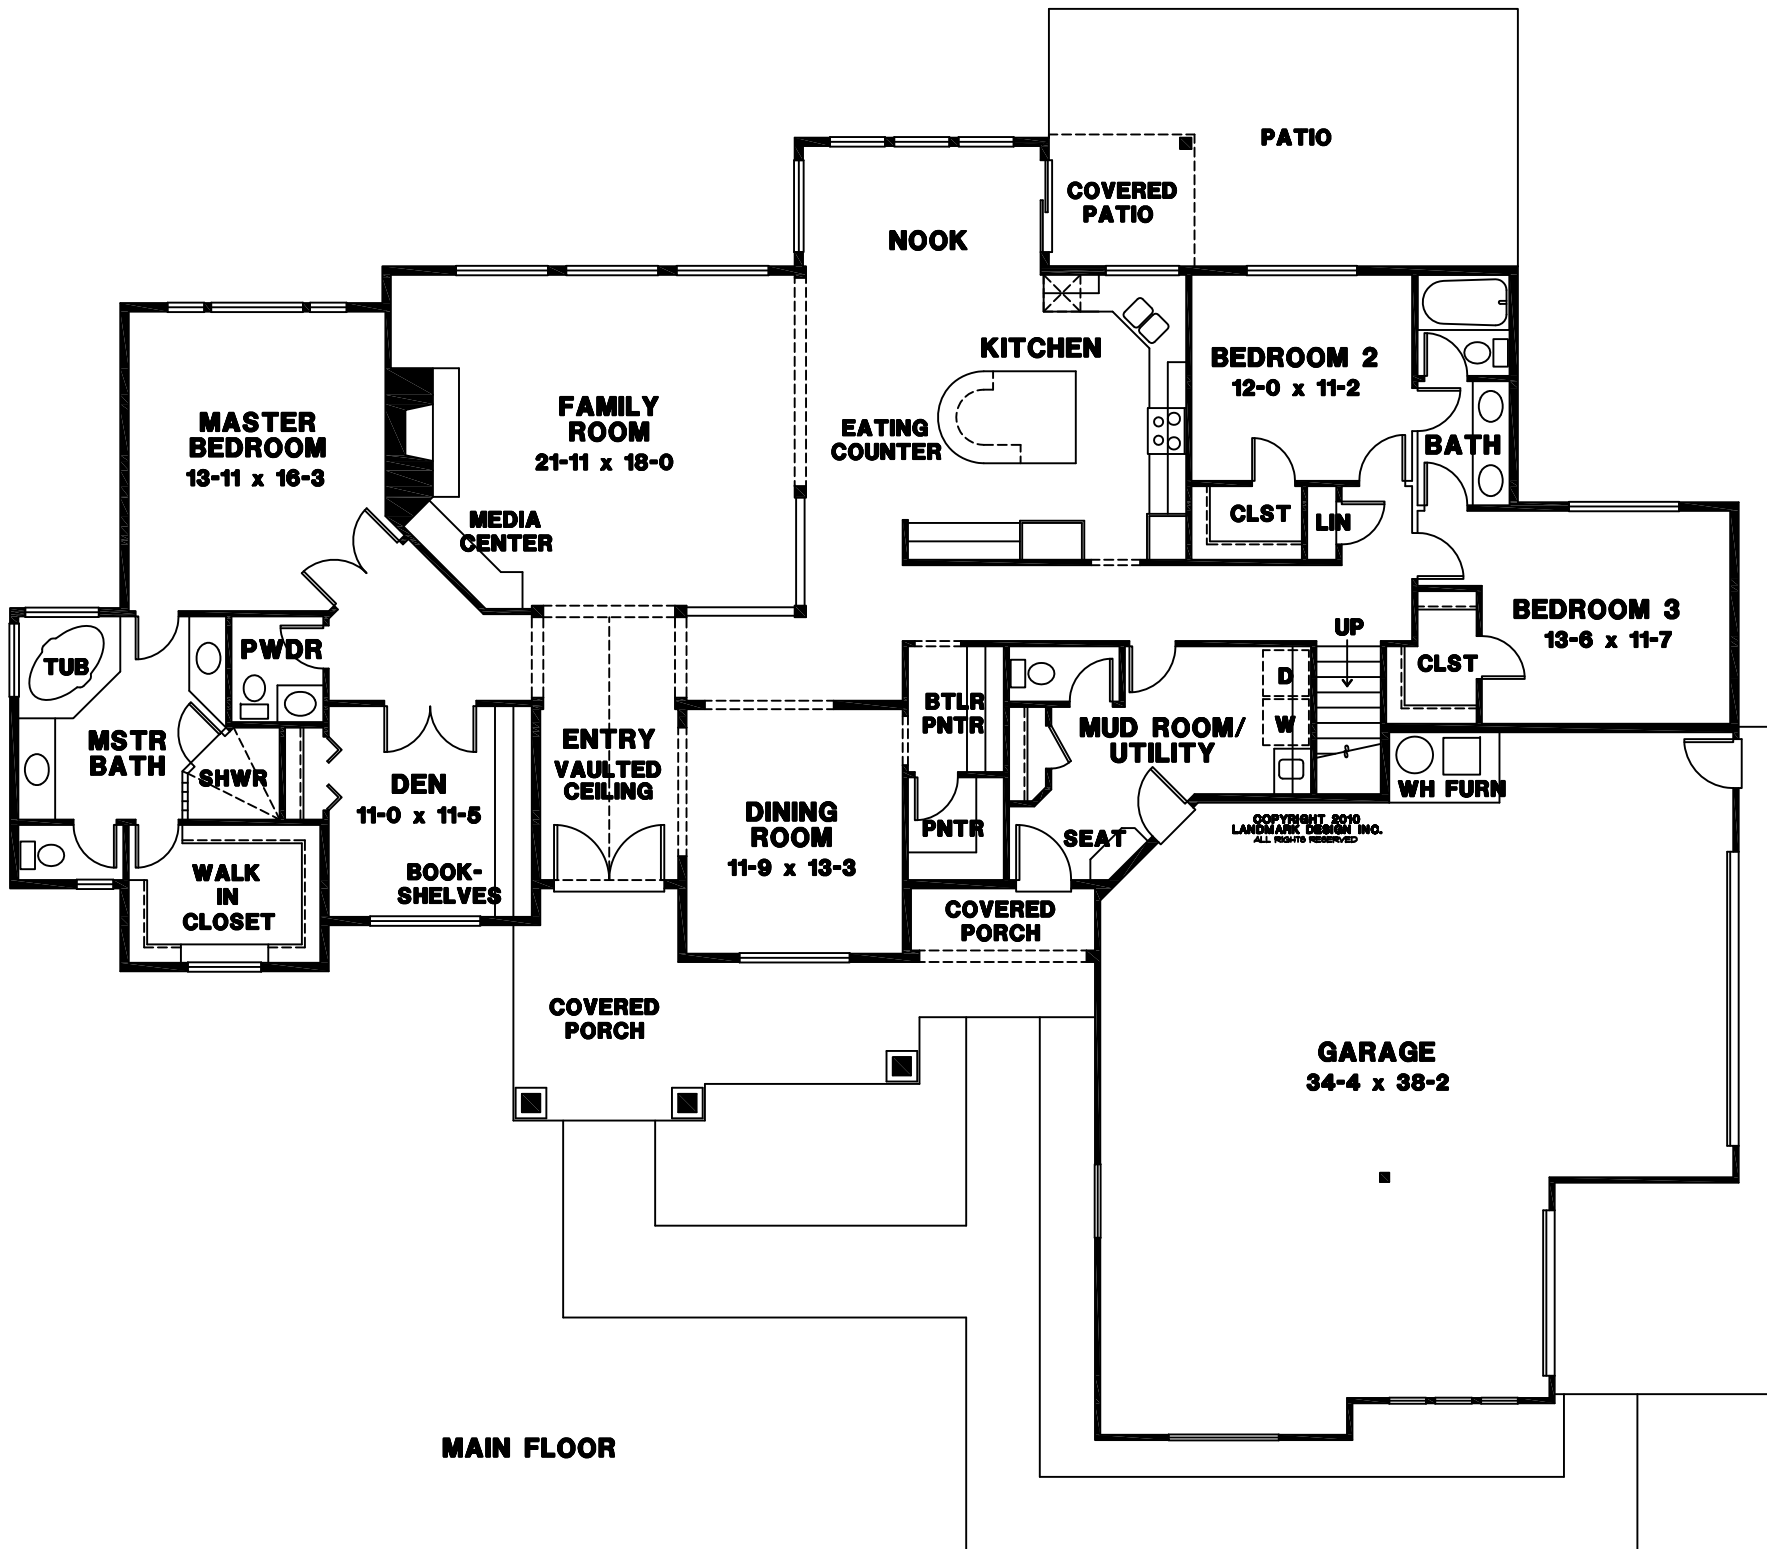 PATIO
COVERED
PATIO
NOOK
KITCHEN
BEDROOM 2
12-0 x 11-2
MASTER
BEDROOM
13-11 x 16-3
FAMILY
ROOM
21-11 x 18-0
EATING
COUNTER
BATH
MEDIA
CENTER
CLST
LIN
BEDROOM 3
13-6 x 11-7
UP
PWDR
TUB
CLST
D
BTLR
PNTR
W
MUD ROOM/
UTILITY
MSTR
BATH
ENTRY
VAULTED
CEILING
SHWR
DEN
11-0 x 11-5
WH FURN
DINING
ROOM
11-9 x 13-3
PNTR
SEAT
COPYRIGHT 2010
LANDMARK DESIGN INC.
ALL RIGHTS RESERVED
WALK
IN
CLOSET
BOOK-
SHELVES
COVERED
PORCH
COVERED
PORCH
GARAGE
34-4 x 38-2
MAIN FLOOR